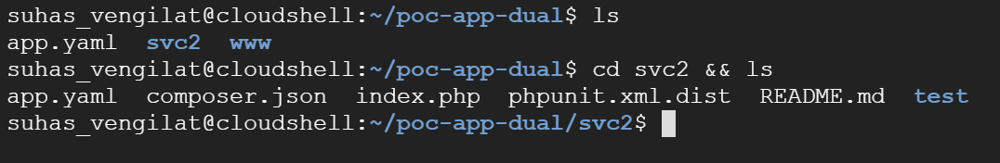 suhas_vengilat@cloudshell:~/poc-app-dual$ ls
app.yaml  svc2  www
suhas_vengilat@cloudshell:~/poc-app-dual$ cd svc2 && ls
app.yaml  composer.json  index.php  phpunit.xml.dist  README.md  test
suhas_vengilat@cloudshell:~/poc-app-dual/svc2$